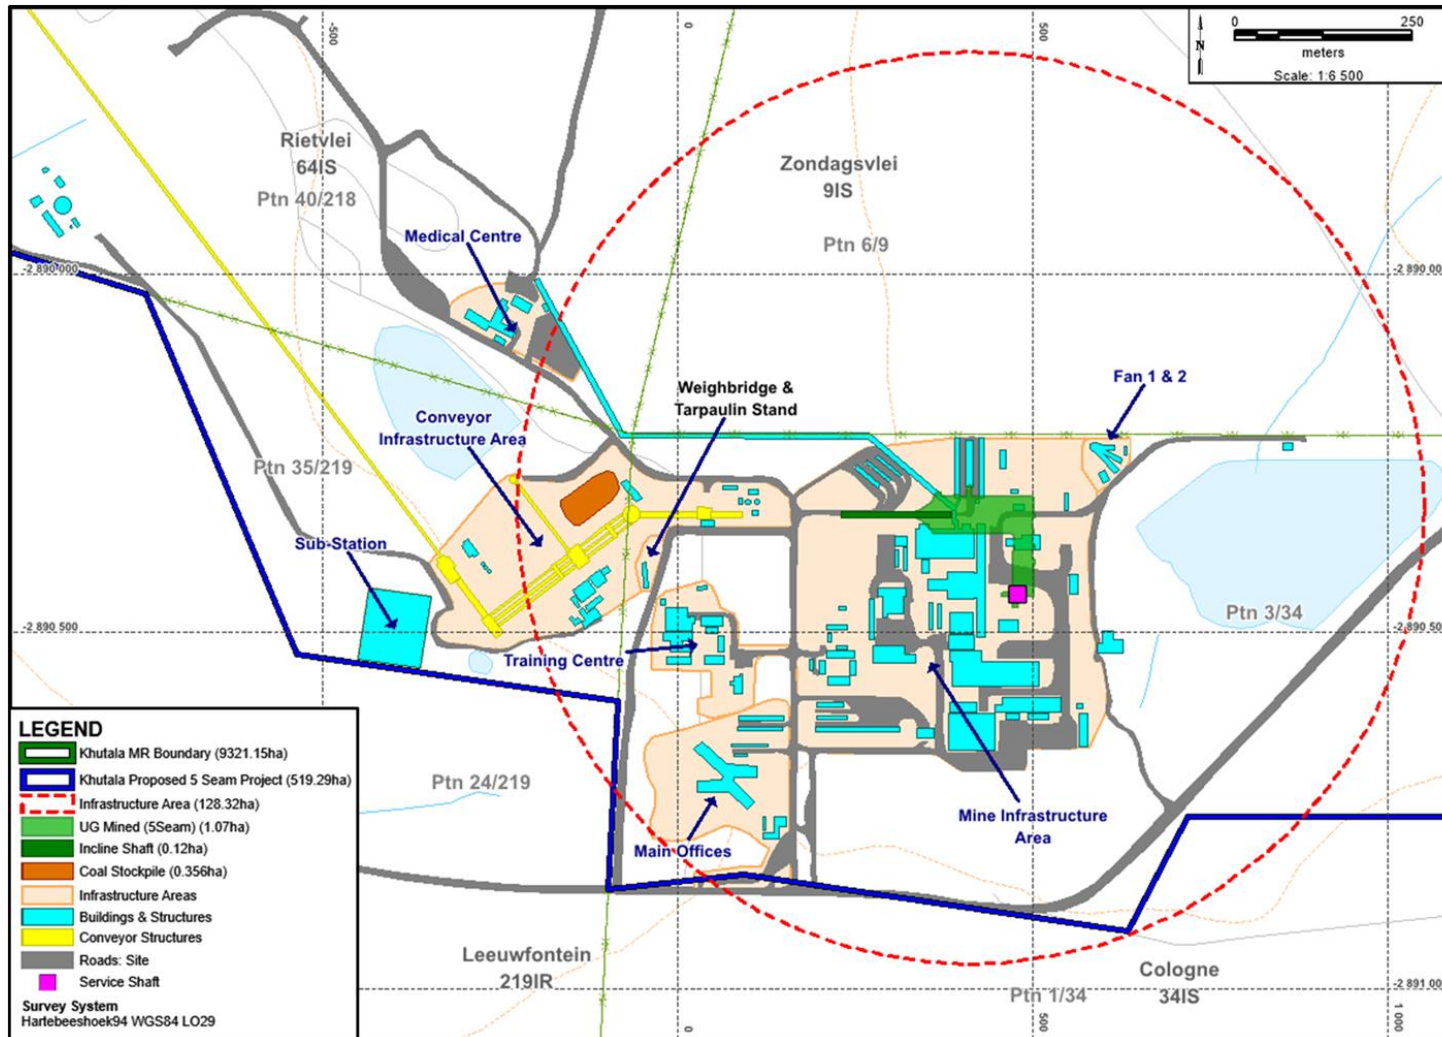 -500
0
500
0
250
N
meters
Scale: 1:6 500
Rietvlei
64IS
Ptn 40/218
Zondagsvlei
9IS
Ptn 6/9
Medical Centre
-2 890 000
-2 890 00
Weighbridge &
Tarpaulin Stand
Fan 1 & 2
Conveyor
Infrastructure Area
Ptn 35/219
Sub-Station
Ptn 3/34
-2 890 500
-2 890 50
Training Centre
Ptn 24/219
Mine Infrastructure
Area
Main Offices
Leeuwfontein
219IR
Cologne
34IS
Ptn 1/34
-2 891 00
0
500
1 000
LEGEND
Khutala MR Boundary (9321.15ha)
Khutala Proposed 5 Seam Project (519.29ha)
Infrastructure Area (128.32ha)
UG Mined (5Seam) (1.07ha)
Incline Shaft (0.12ha)
Coal Stockpile (0.356ha)
Infrastructure Areas
Buildings & Structures
Conveyor Structures
Roads: Site
Service Shaft
Survey System
Hartebeeshoek94 WGS84 LO29